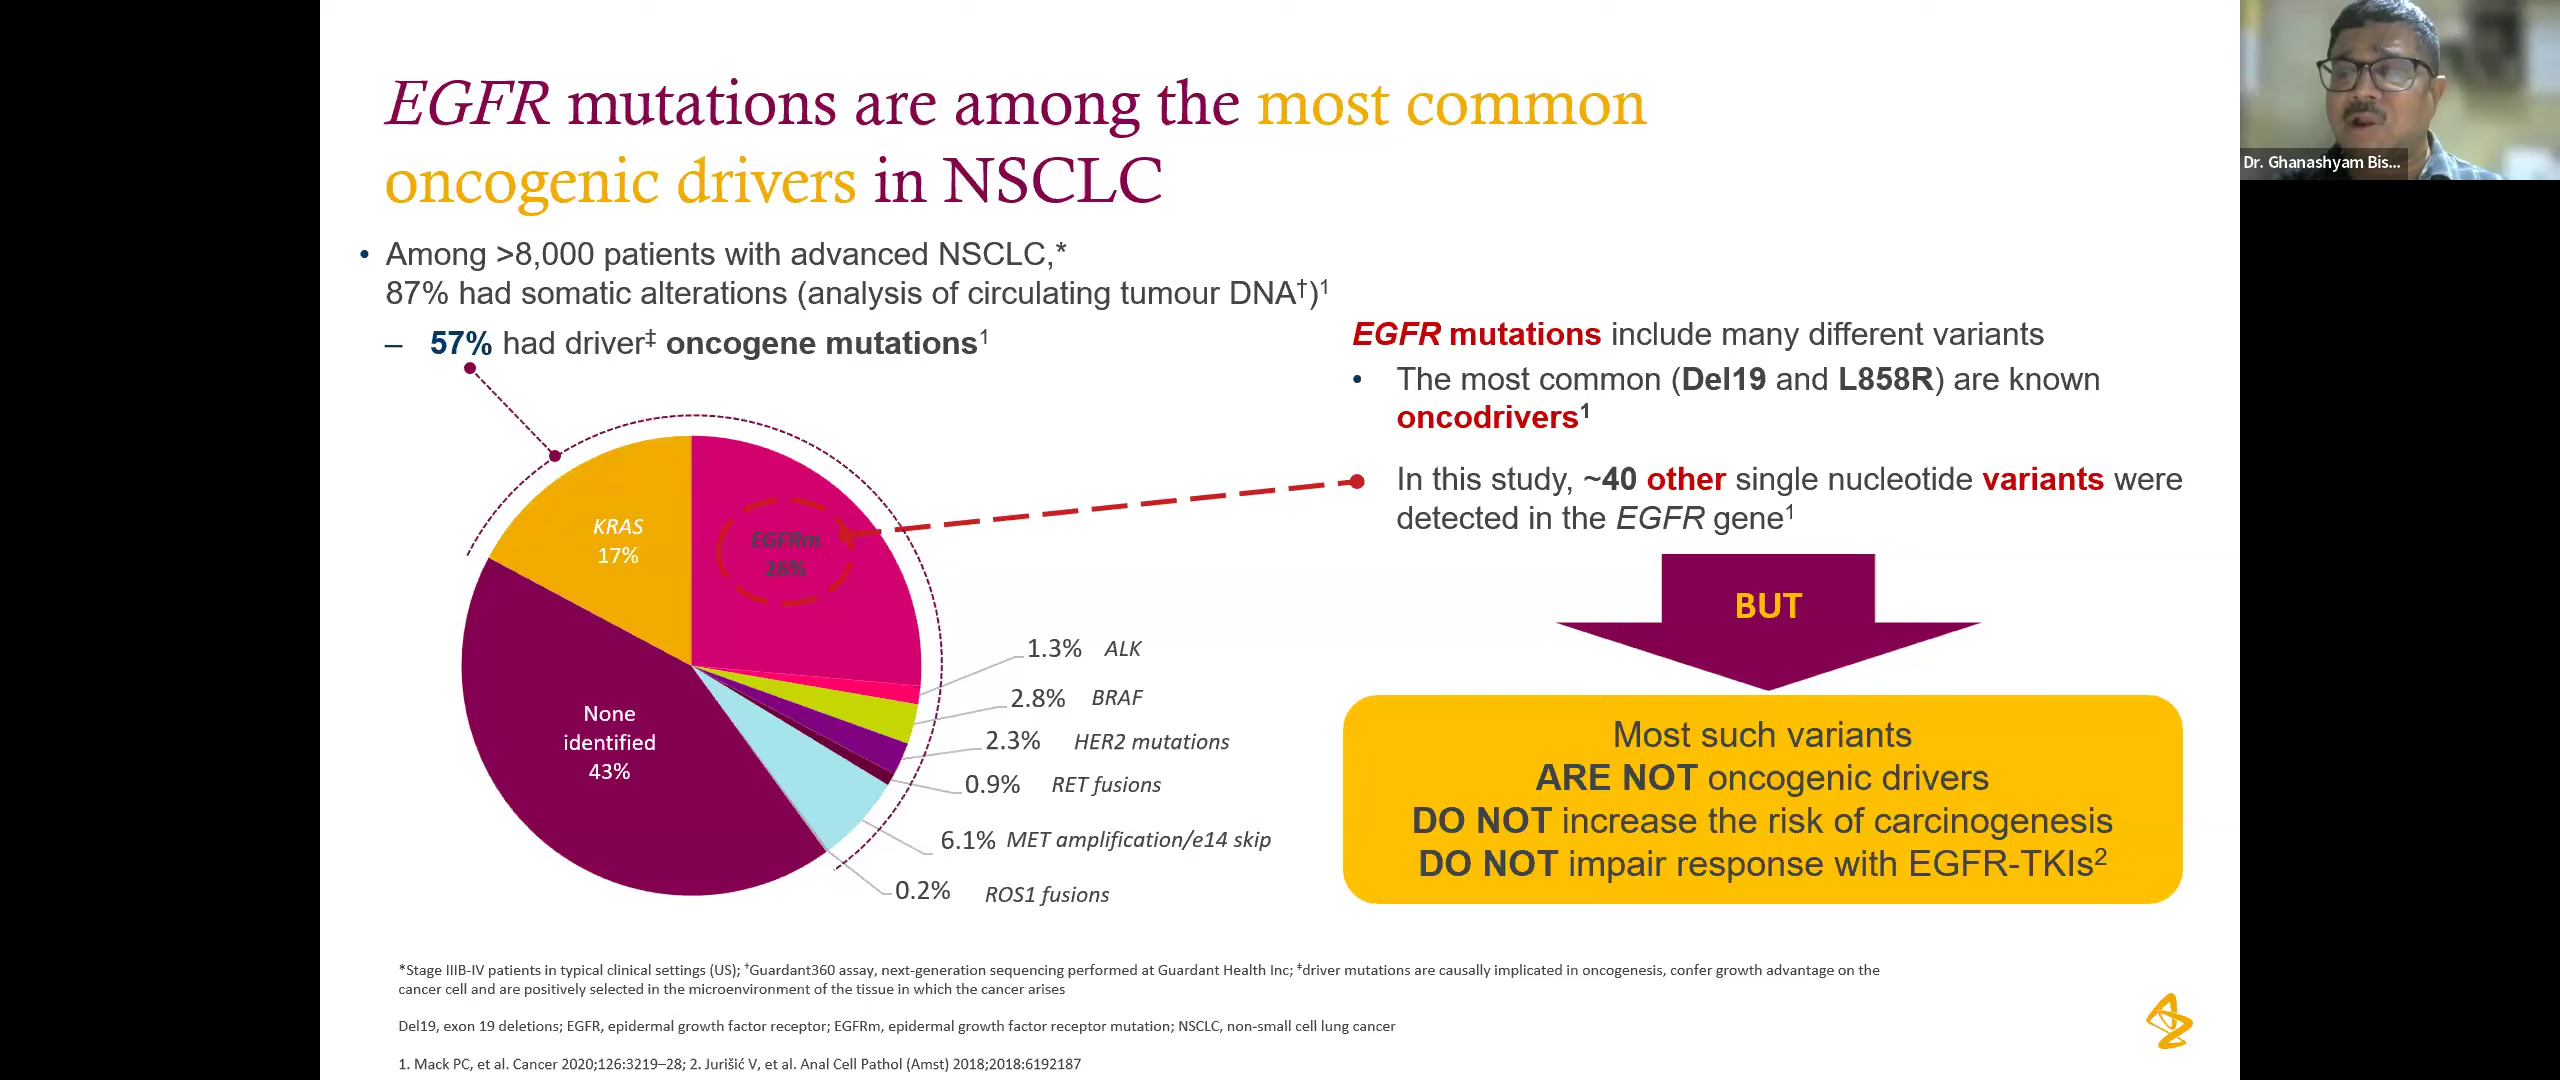 EGFR mutations are among the most common
oncogenic drivers in NSCLC
• Among >8,000 patients with advanced NSCLC,*
87% had somatic alterations (analysis of circulating tumour DNA†)¹
– 57% had driver‡ oncogene mutations¹
KRAS
17%
EGFRm
26%
None
identified
43%
1.3% ALK
2.8% BRAF
2.3% HER2 mutations
0.9% RET fusions
6.1% MET amplification/e14 skip
0.2% ROS1 fusions
EGFR mutations include many different variants
• The most common (Del19 and L858R) are known
oncodrivers¹
In this study, ~40 other single nucleotide variants were
detected in the EGFR gene¹
BUT
Most such variants
ARE NOT oncogenic drivers
DO NOT increase the risk of carcinogenesis
DO NOT impair response with EGFR-TKIs²
*Stage IIIB-IV patients in typical clinical settings (US); †Guardant360 assay, next-generation sequencing performed at Guardant Health Inc; ‡driver mutations are causally implicated in oncogenesis, confer growth advantage on the
cancer cell and are positively selected in the microenvironment of the tissue in which the cancer arises
Del19, exon 19 deletions; EGFR, epidermal growth factor receptor; EGFRm, epidermal growth factor receptor mutation; NSCLC, non-small cell lung cancer
1. Mack PC, et al. Cancer 2020;126:3219–28; 2. Jurišić V, et al. Anal Cell Pathol (Amst) 2018;2018:6192187
Dr. Ghanashyam Bis...